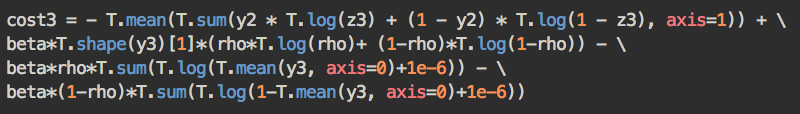 cost3 = - T.mean(T.sum(y2 * T.log(z3) + (1 - y2) * T.log(1 - z3), axis=1)) + \
beta*T.shape(y3)[1]*(rho*T.log(rho)+ (1-rho)*T.log(1-rho)) - \
beta*rho*T.sum(T.log(T.mean(y3, axis=0)+1e-6)) - \
beta*(1-rho)*T.sum(T.log(1-T.mean(y3, axis=0)+1e-6))